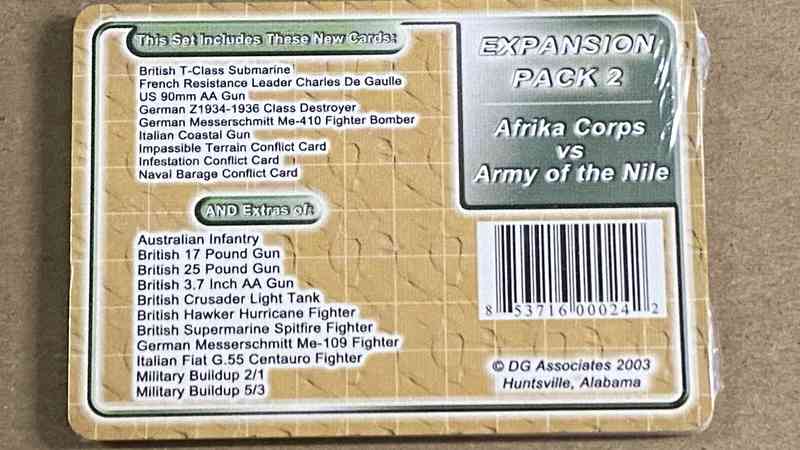 This Set Includes These New Cards:
British T-Class Submarine
French Resistance Leader Charles De Gaulle
US 90mm AA Gun
German Z1934-1936 Class Destroyer
German Messerschmitt Me-410 Fighter Bomber
Italian Coastal Gun
Impassible Terrain Conflict Card
Infestation Conflict Card
Naval Barage Conflict Card
AND Extras of:
Australian Infantry
British 17 Pound Gun
British 25 Pound Gun
British 3.7 Inch AA Gun
British Crusader Light Tank
British Hawker Hurricane Fighter
British Supermarine Spitfire Fighter
German Messerschmitt Me-109 Fighter
Italian Fiat G.55 Centauro Fighter
Military Buildup 2/1
Military Buildup 5/3
EXPANSION
PACK 2
Afrika Corps
vs
Army of the Nile
8 53716 00024 2
© DG Associates 2003
Huntsville, Alabama